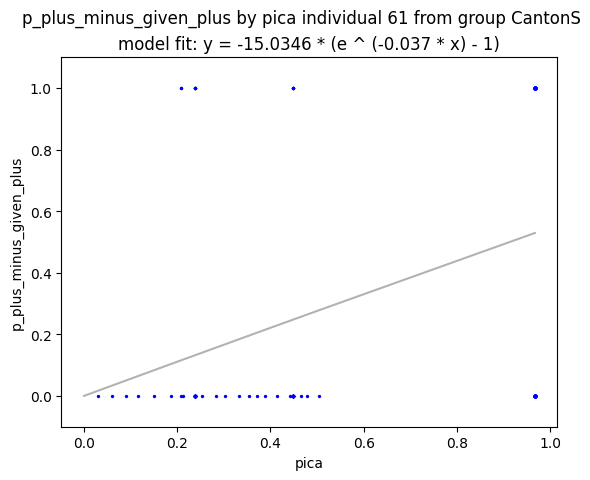 p_plus_minus_given_plus by pica individual 61 from group CantonS
model fit: y = -15.0346 * (e ^ (-0.037 * x) - 1)
1.0
0.8
0.6
0.4
0.2
0.0
p_plus_minus_given_plus
0.0 0.2 0.4 0.6 0.8 1.0
pica